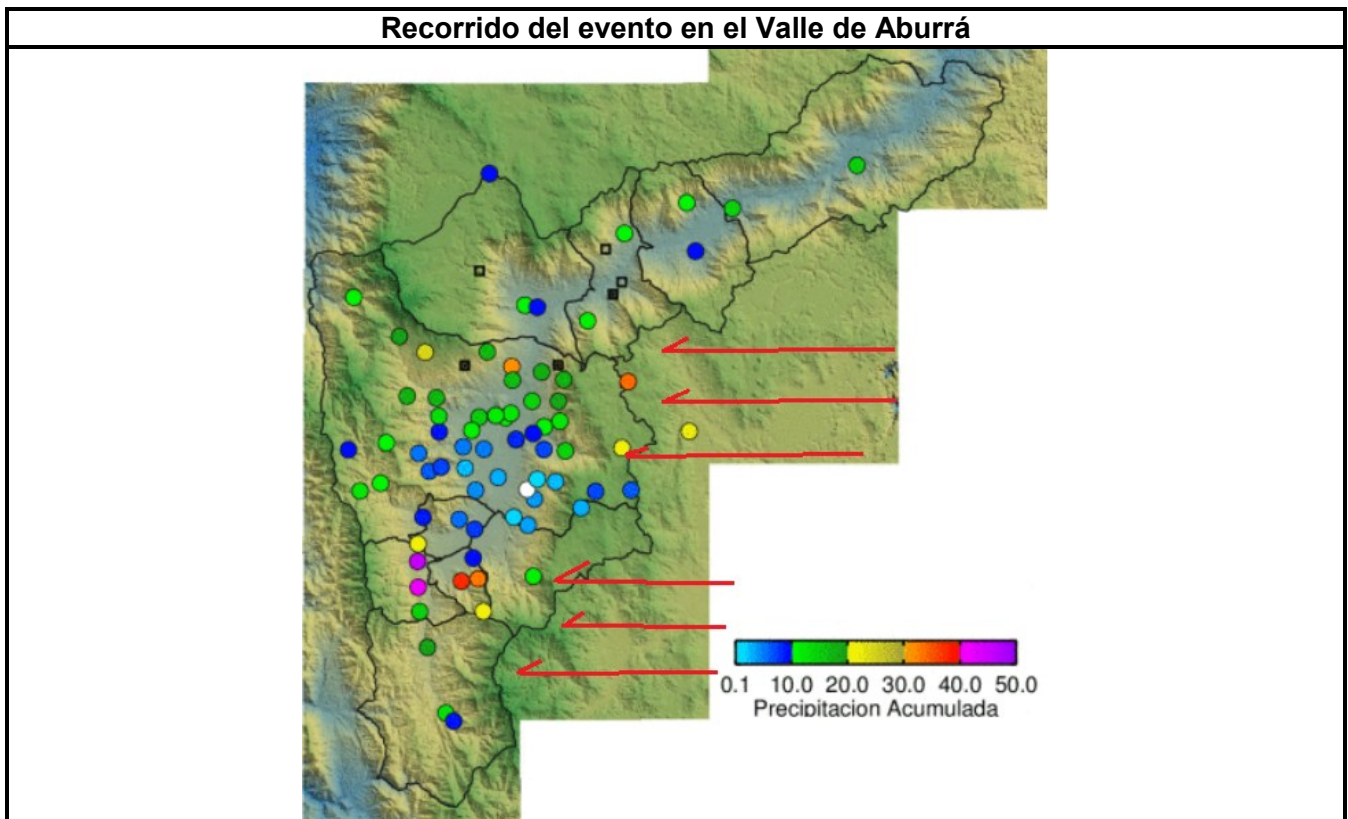 Recorrido del evento en el Valle de Aburrá
0.1 10.0 20.0 30.0 40.0 50.0
Precipitacion Acumulada